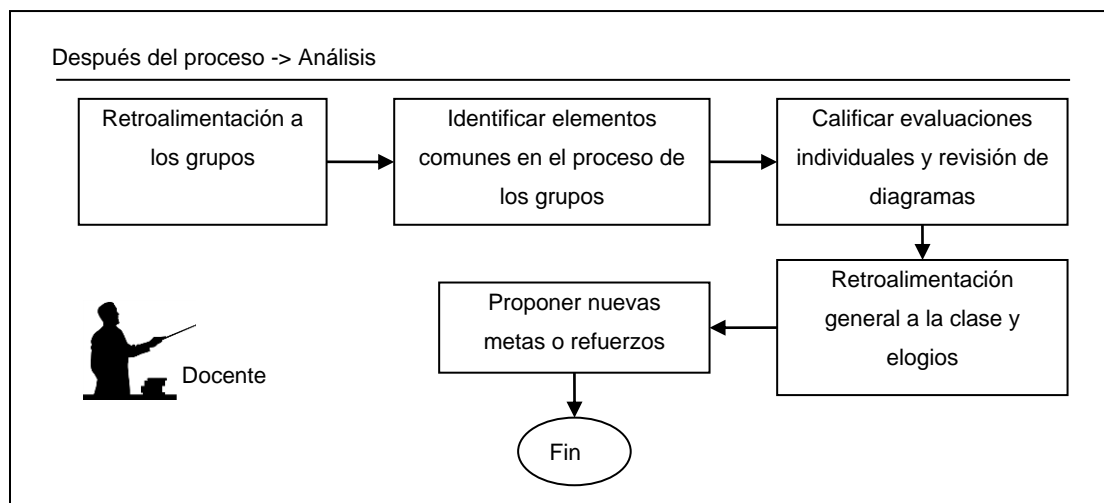 Después del proceso -> Análisis
Retroalimentación a
los grupos
Identificar elementos
comunes en el proceso de
los grupos
Calificar evaluaciones
individuales y revisión de
diagramas
Retroalimentación
general a la clase y
elogios
Proponer nuevas
metas o refuerzos
Docente
Fin